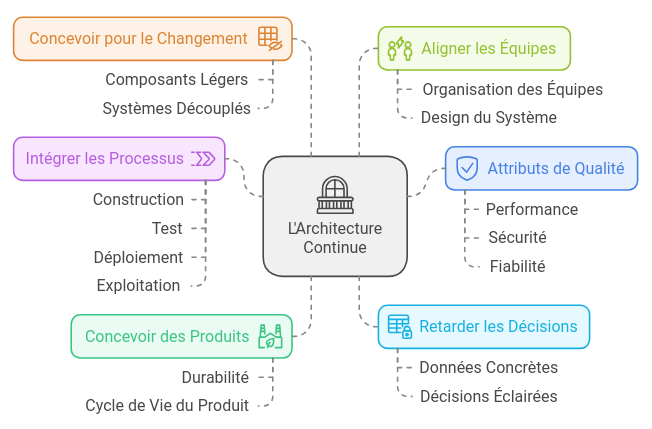 Concevoir pour le Changement
Composants Légers
Systèmes Découplés
Intégrer les Processus
Construction
Test
Déploiement
Exploitation
Concevoir des Produits
Durabilité
Cycle de Vie du Produit
L'Architecture
Continue
Aligner les Équipes
Organisation des Équipes
Design du Système
Attributs de Qualité
Performance
Sécurité
Fiabilité
Retarder les Décisions
Données Concrètes
Décisions Éclairées